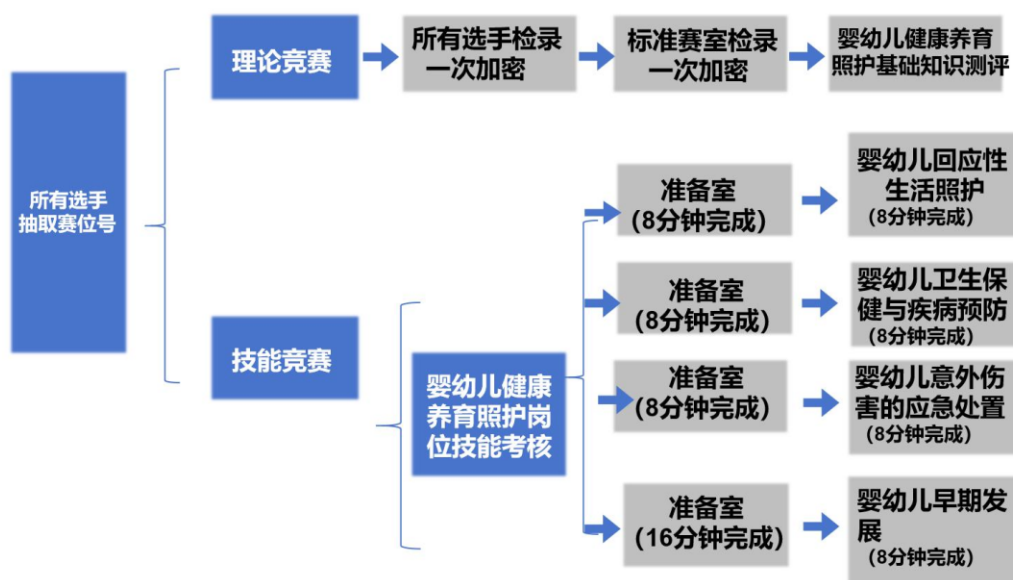 所有选手
抽取赛位号
理论竞赛
所有选手检录
一次加密
标准赛室检录
一次加密
婴幼儿健康养育
照护基础知识测评
技能竞赛
婴幼儿健康
养育照护岗
位技能考核
准备室
(8分钟完成)
婴幼儿回应性
生活照护
(8分钟完成)
准备室
(8分钟完成)
婴幼儿卫生保
健与疾病预防
(8分钟完成)
准备室
(8分钟完成)
婴幼儿意外伤
害的应急处置
(8分钟完成)
准备室
(16分钟完成)
婴幼儿早期发
展
(8分钟完成)